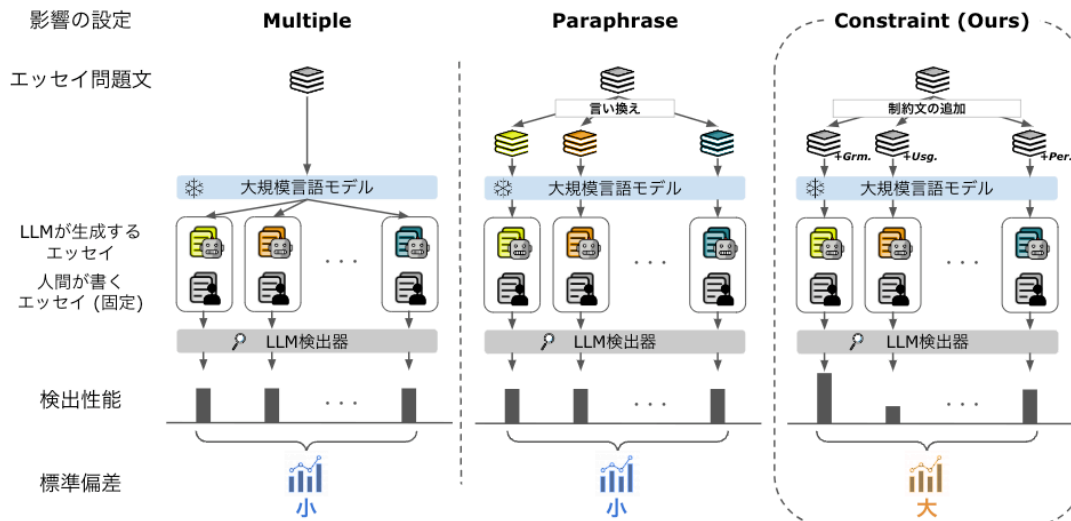 影響の設定
Multiple
Paraphrase
Constraint (Ours)
エッセイ問題文
言い換え
制約文の追加
+Grm.
+Usg.
+Per.
大規模言語モデル
大規模言語モデル
大規模言語モデル
LLMが生成する
エッセイ
. . .
. . .
. . .
人間が書く
エッセイ (固定)
LLM検出器
LLM検出器
LLM検出器
検出性能
. . .
. . .
. . .
標準偏差
小
小
大